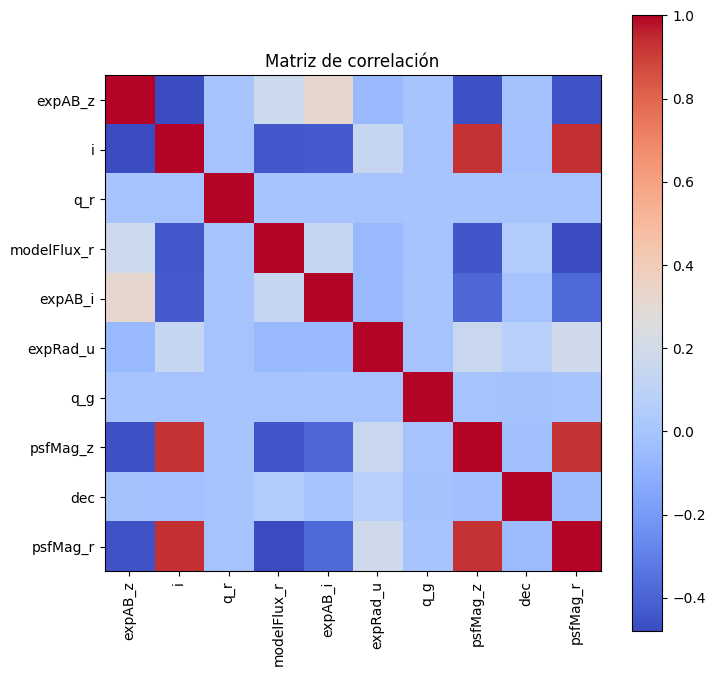 Matriz de correlación
expAB_z
i
q_r
modelFlux_r
expAB_i
expRad_u
q_g
psfMag_z
dec
psfMag_r
expAB_z
i
q_r
modelFlux_r
expAB_i
expRad_u
q_g
psfMag_z
dec
psfMag_r
1.0
0.8
0.6
0.4
0.2
0.0
−0.2
−0.4